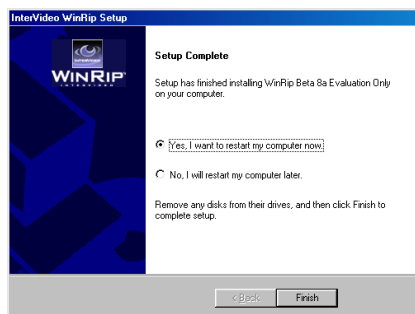 InterVideo WinRip Setup
WINRIP
INTERVIDEO
Setup Complete
Setup has finished installing WinRip Beta 8a Evaluation Only
on your computer.
Yes, I want to restart my computer now.
No, I will restart my computer later.
Remove any disks from their drives, and then click Finish to
complete setup.
< Back
Finish